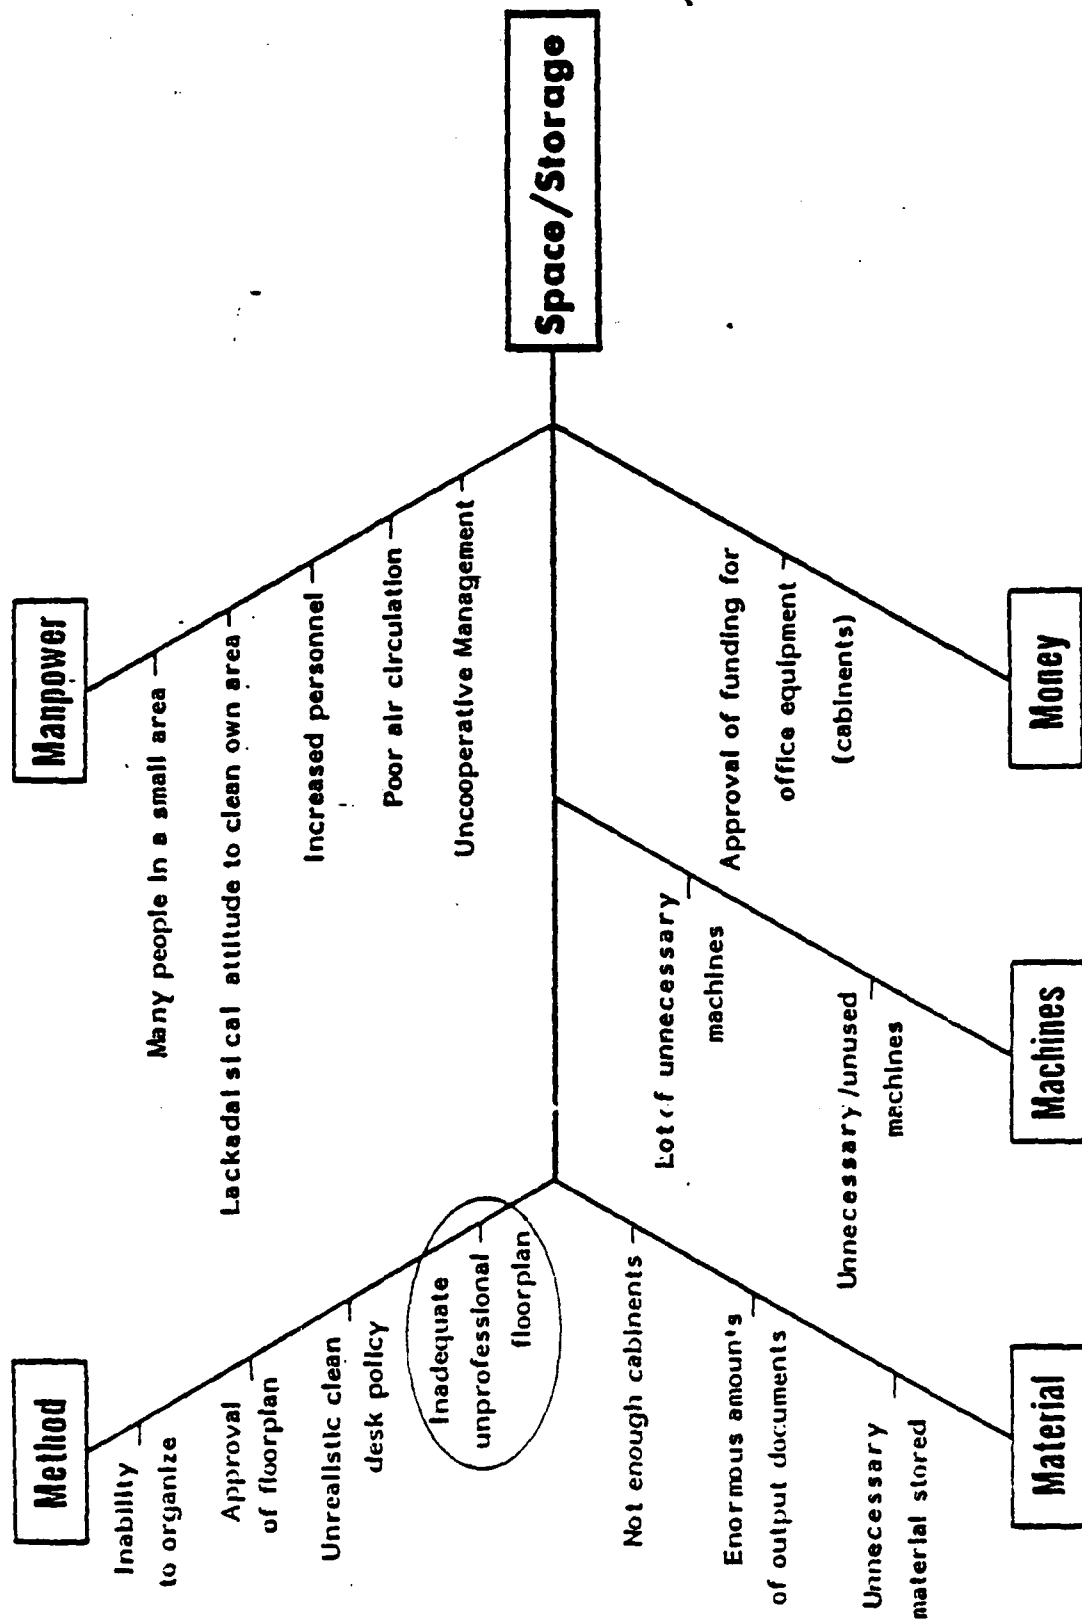 Method
Inability
to organize
Approval
of floorplan
Unrealistic clean
desk policy
Inadequate
unprofessional
floorplan
Manpower
Many people in a small area
Lackadaisical attitude to clean own area
Increased personnel
Poor air circulation
Uncooperative Management
Space/Storage
Not enough cabinents
Enormous amount's
of output documents
Unnecessary
material stored
Material
Lot of unnecessary
machines
Unnecessary/unused
machines
Machines
Approval of funding for
office equipment
(cabinents)
Money